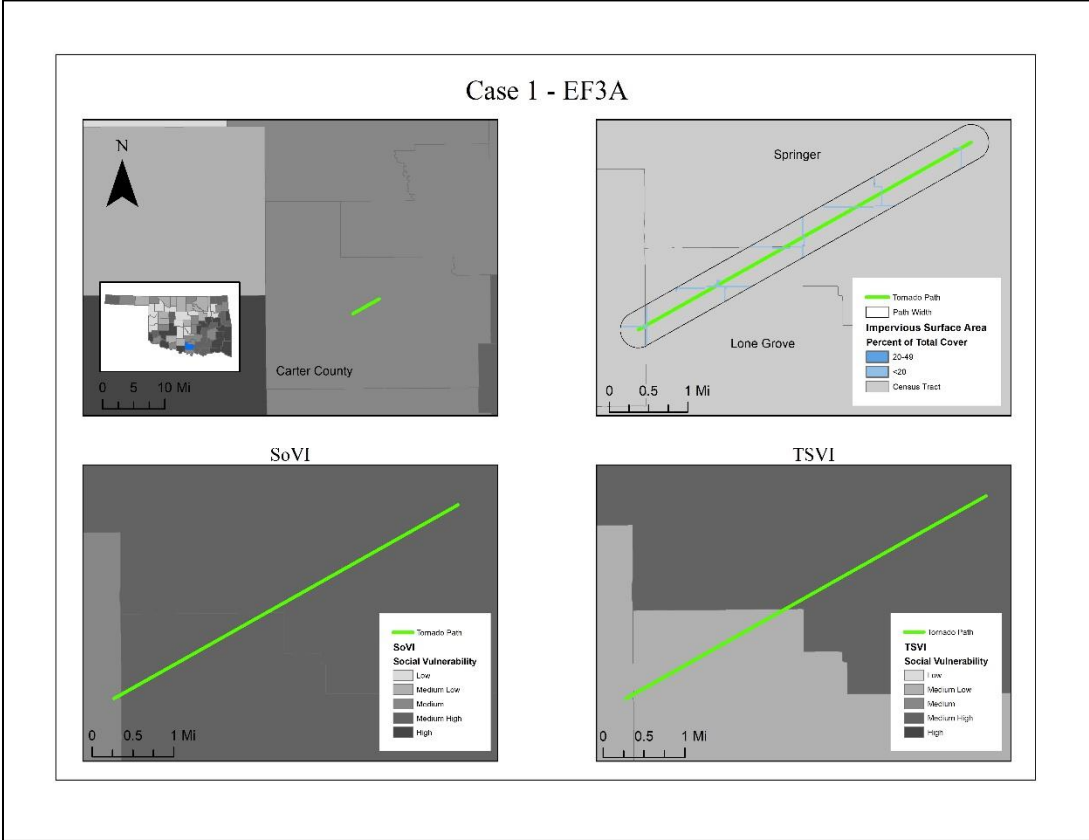 Case 1 - EF3A
N
Carter County
0 5 10 Mi
Springer
Lone Grove
Tornado Path
Path Width
Impervious Surface Area
Percent of Total Cover
20-49
<20
Census Tract
0 0.5 1 Mi
SoVI
Tornado Path
SoVI
Social Vulnerability
Low
Medium Low
Medium
Medium High
High
0 0.5 1 Mi
TSVI
Tornado Path
TSVI
Social Vulnerability
Low
Medium Low
Medium
Medium High
High
0 0.5 1 Mi